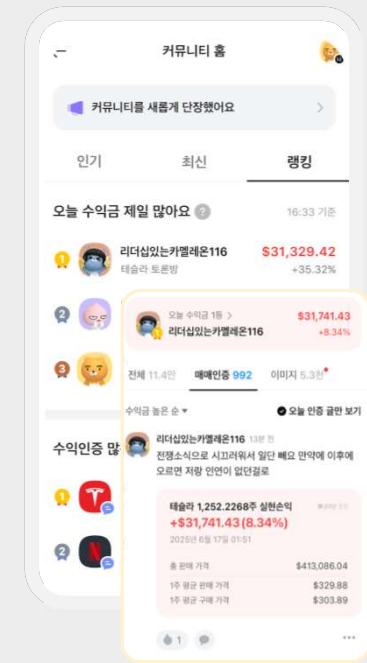 커뮤니티 홈
커뮤니티를 새롭게 단장했어요
인기 최신 랭킹
오늘 수익금 제일 많아요 ? 16:33 기준
1 리더십있는카멜레온116 $31,329.42
테슬라 토론방 +35.32%
2
3
수익인증 많
1
2
오늘 수익금 1등 > $31,741.43
리더십있는카멜레온116 +8.34%
전체 11.4만 매매인증 992 이미지 5.3천
수익금 높은 순 ▾ 오늘 인증 글만 보기
리더십있는카멜레온116 13분 전
전쟁소식으로 시끄러워서 일단 빼요 만약에 이후에
오르면 저랑 인연이 없던걸로
테슬라 1,252.2268주 실현손익
+$31,741.43 (8.34%)
2025년 6월 17일 01:51
총 판매 가격 $413,086.04
1주 평균 판매 가격 $329.88
1주 평균 구매 가격 $303.89
1